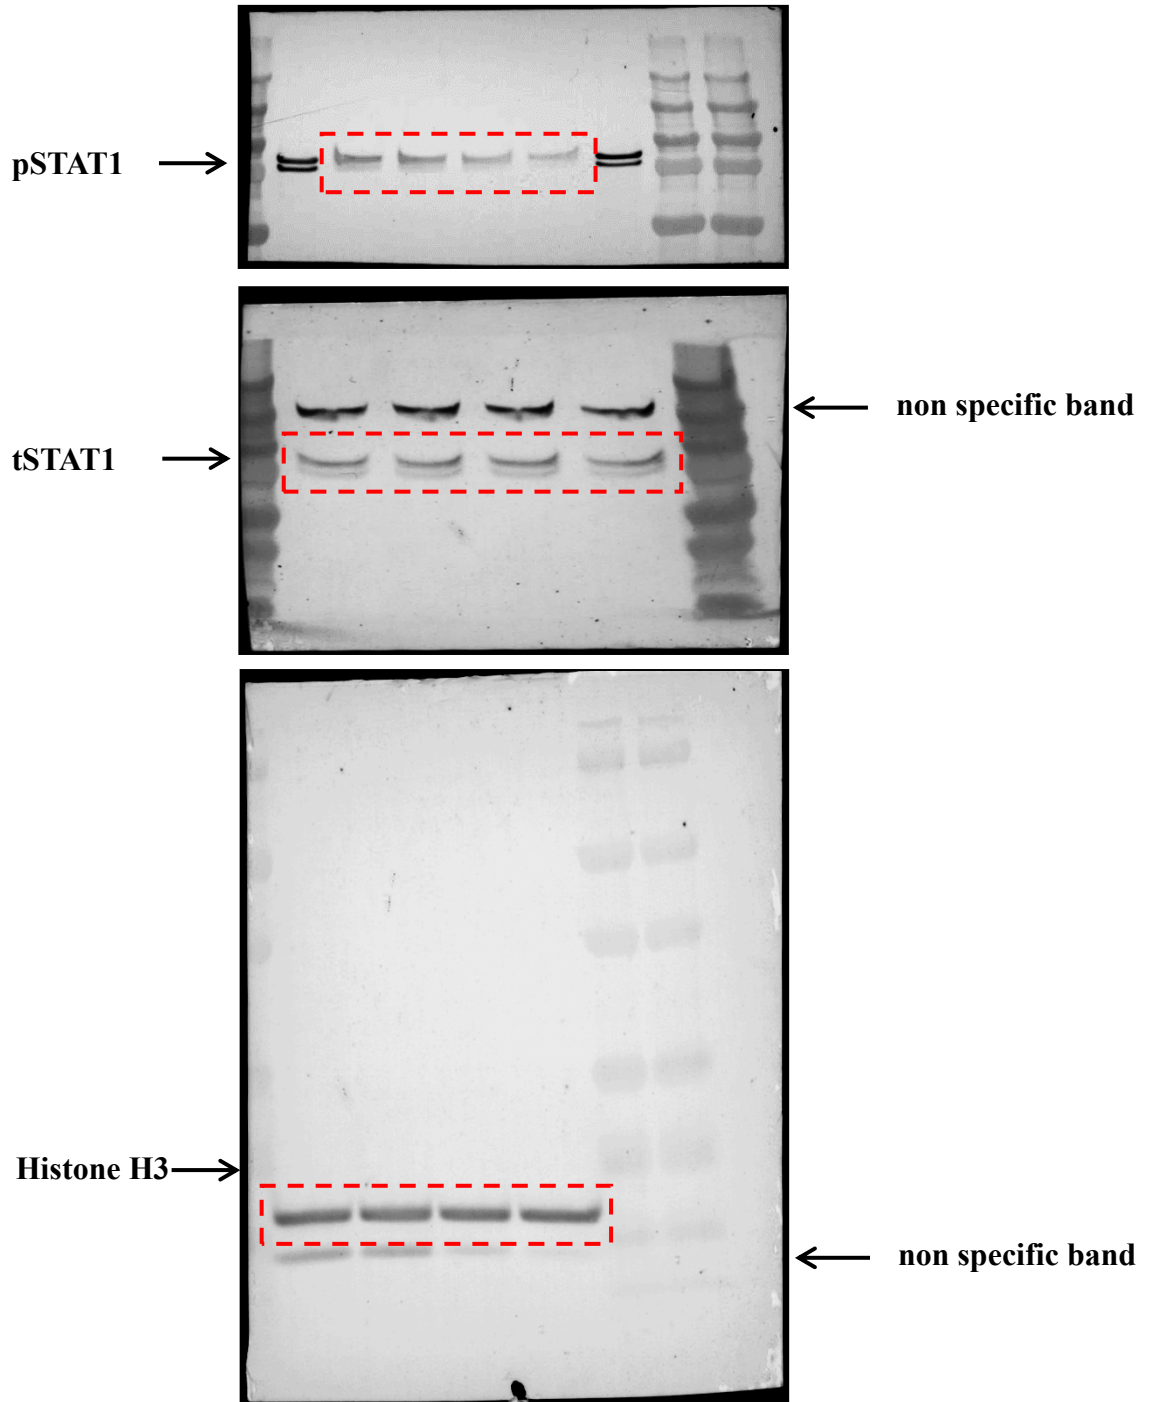 pSTAT1
non specific band
tSTAT1
Histone H3
non specific band